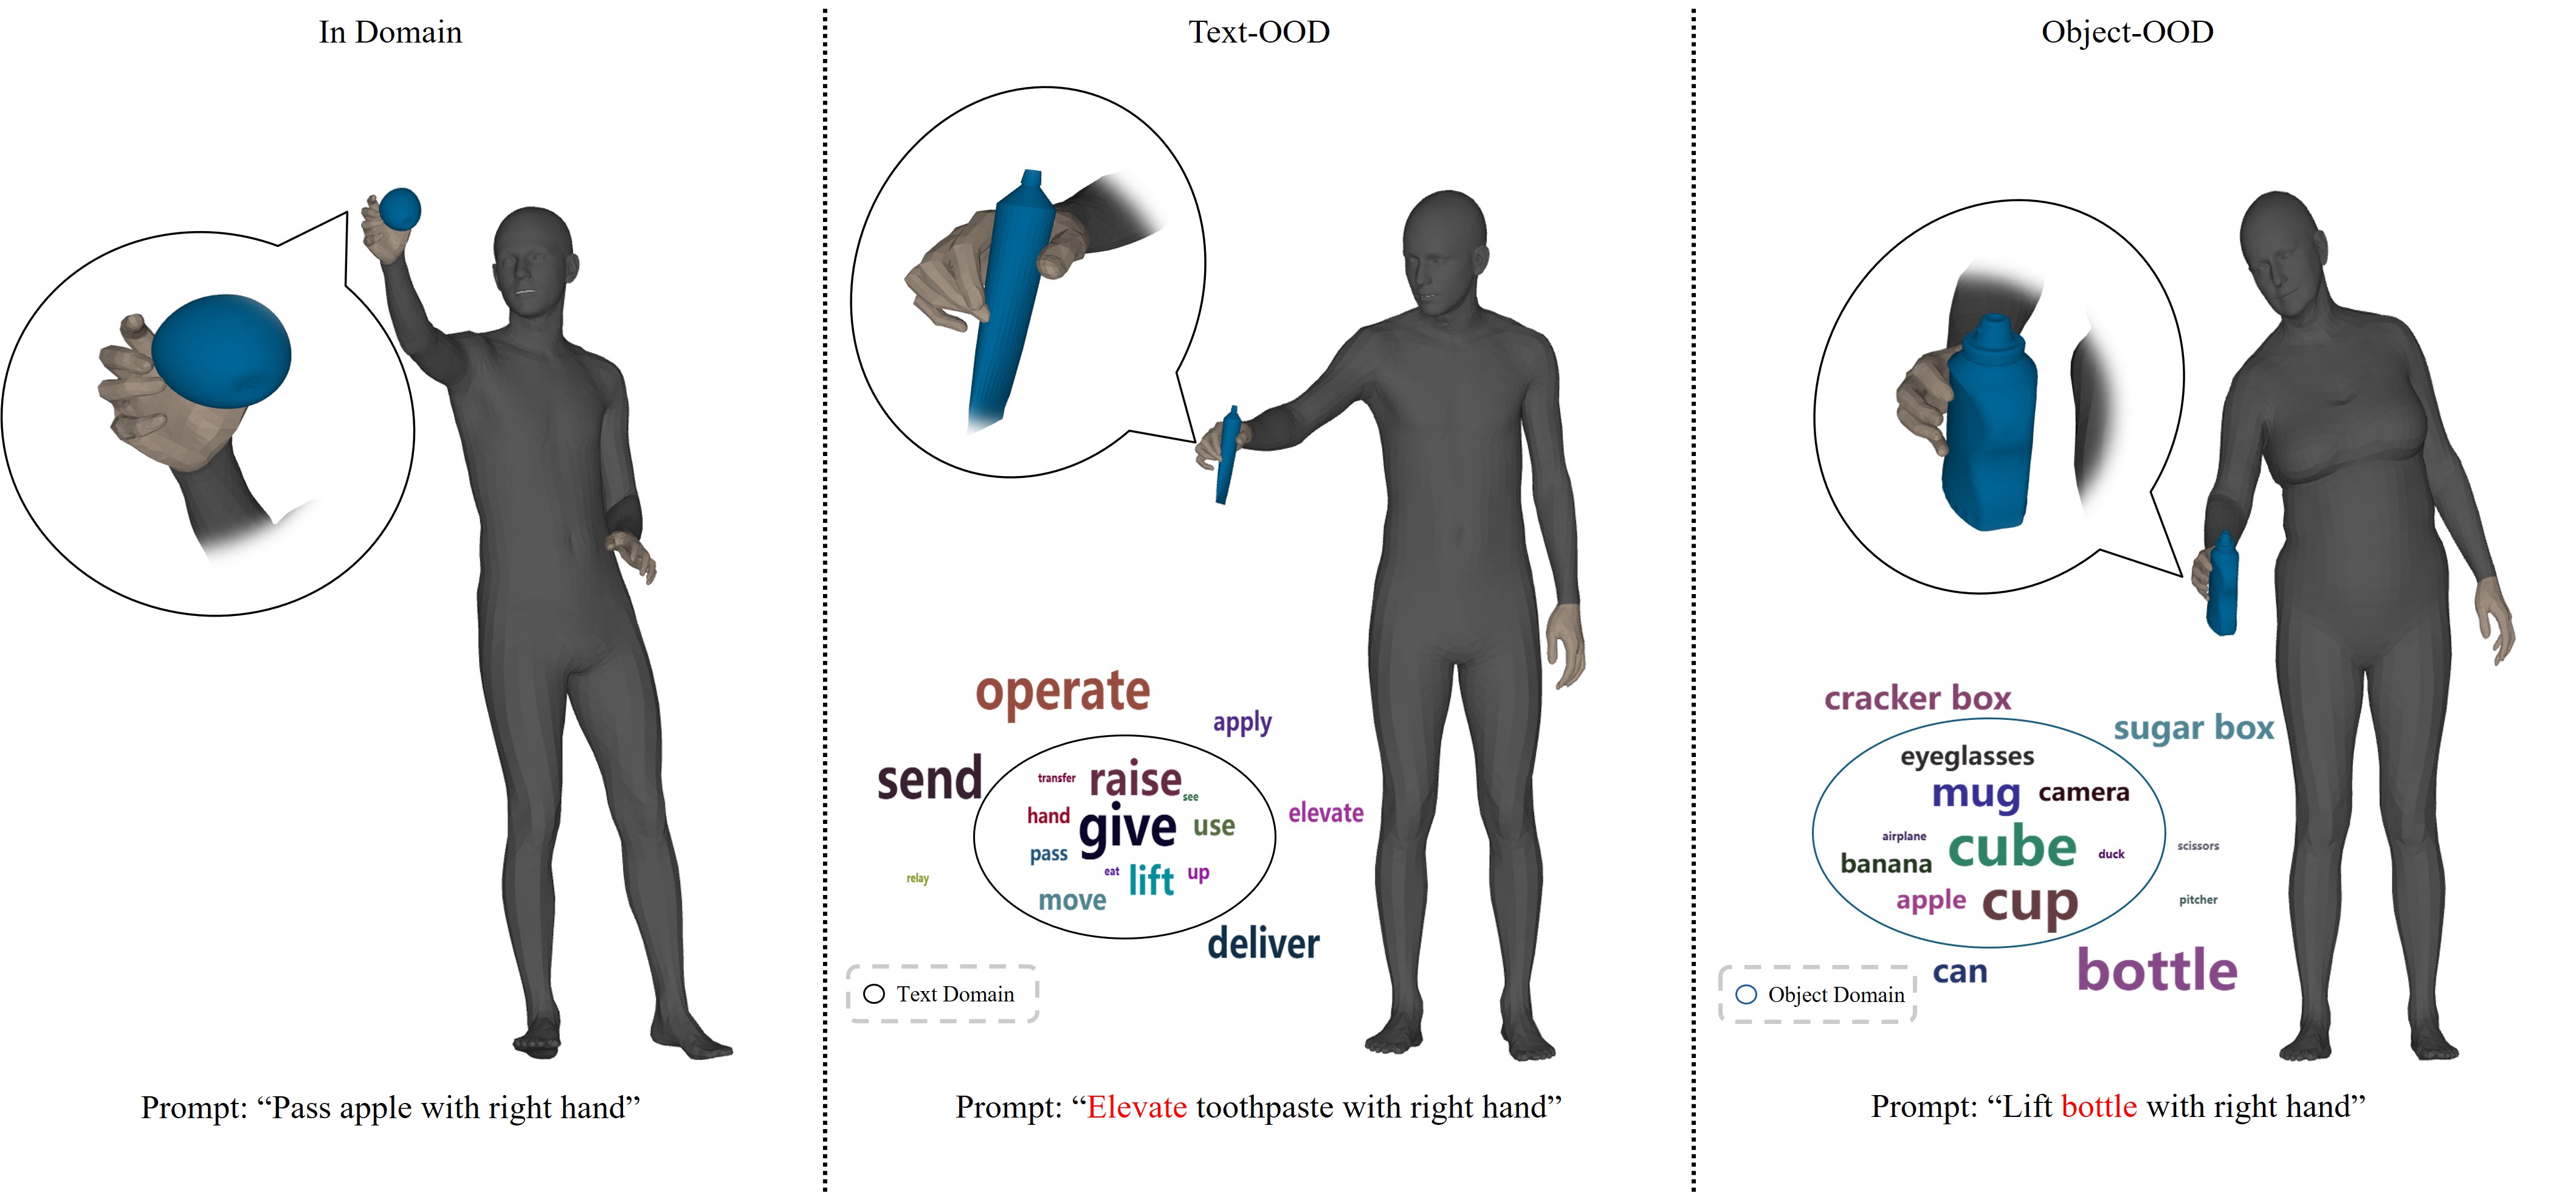 In Domain
Prompt: “Pass apple with right hand”
Text-OOD
operate
apply
send
transfer raise see
hand give use elevate
pass
eat lift up
relay
move
deliver
Text Domain
Prompt: “Elevate toothpaste with right hand”
Object-OOD
cracker box
sugar box
eyeglasses
mug camera
airplane cube duck scissors
banana
apple cup pitcher
can bottle
Object Domain
Prompt: “Lift bottle with right hand”